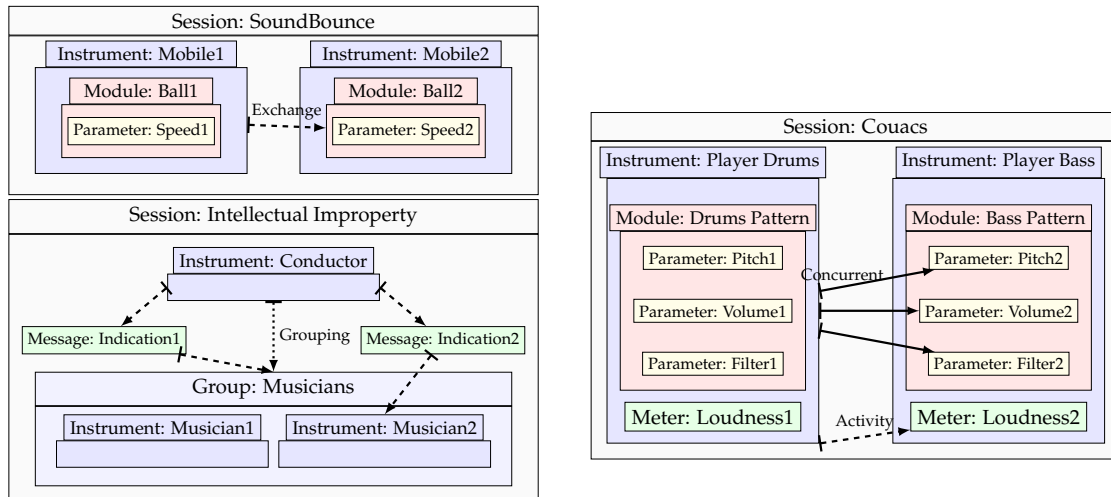 Session: SoundBounce
Instrument: Mobile1
Instrument: Mobile2
Module: Ball1
Module: Ball2
Exchange
Parameter: Speed1
Parameter: Speed2
Session: Intellectual Improperty
Instrument: Conductor
Message: Indication1
Grouping
Message: Indication2
Group: Musicians
Instrument: Musician1
Instrument: Musician2
Session: Couacs
Instrument: Player Drums
Instrument: Player Bass
Module: Drums Pattern
Module: Bass Pattern
Parameter: Pitch1
Concurrent
Parameter: Pitch2
Parameter: Volume1
Parameter: Volume2
Parameter: Filter1
Parameter: Filter2
Meter: Loudness1
Activity
Meter: Loudness2